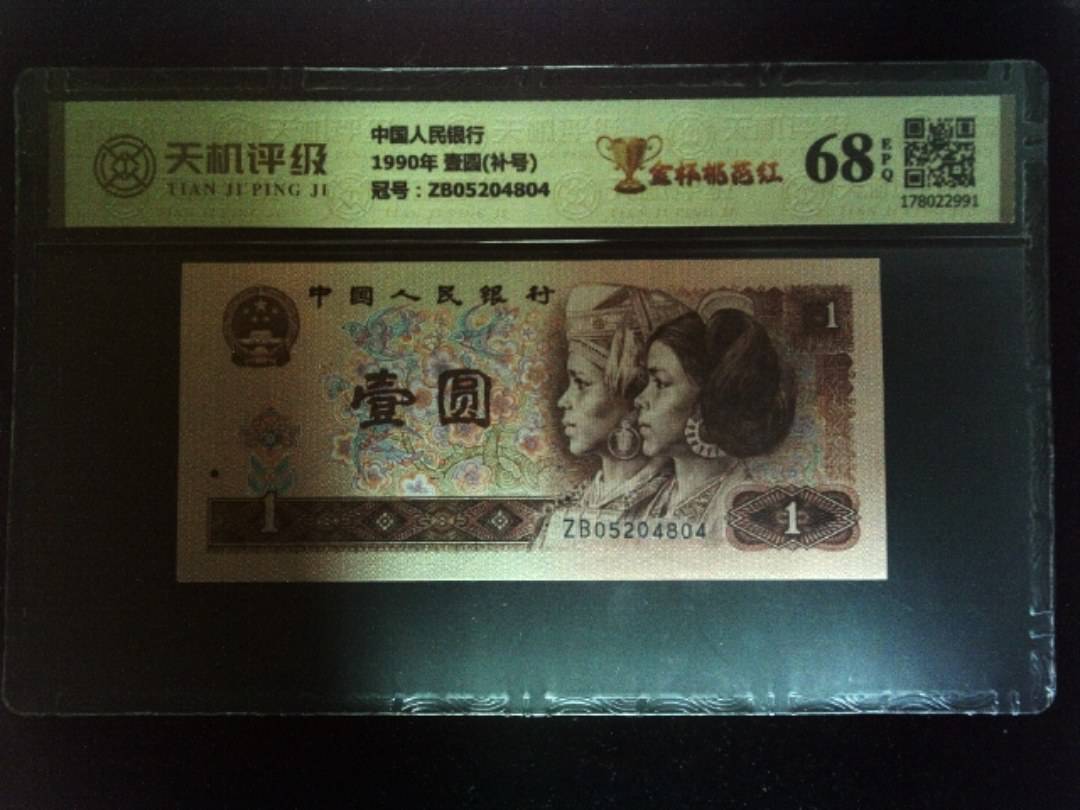 天机评级
TIAN JI PING JI
中国人民银行
1990年 壹圆(补号)
冠号：ZB05204804
金杯桃花红
68
EPQ
178022991
中国人民银行
1
壹圆
1
ZB05204804
1